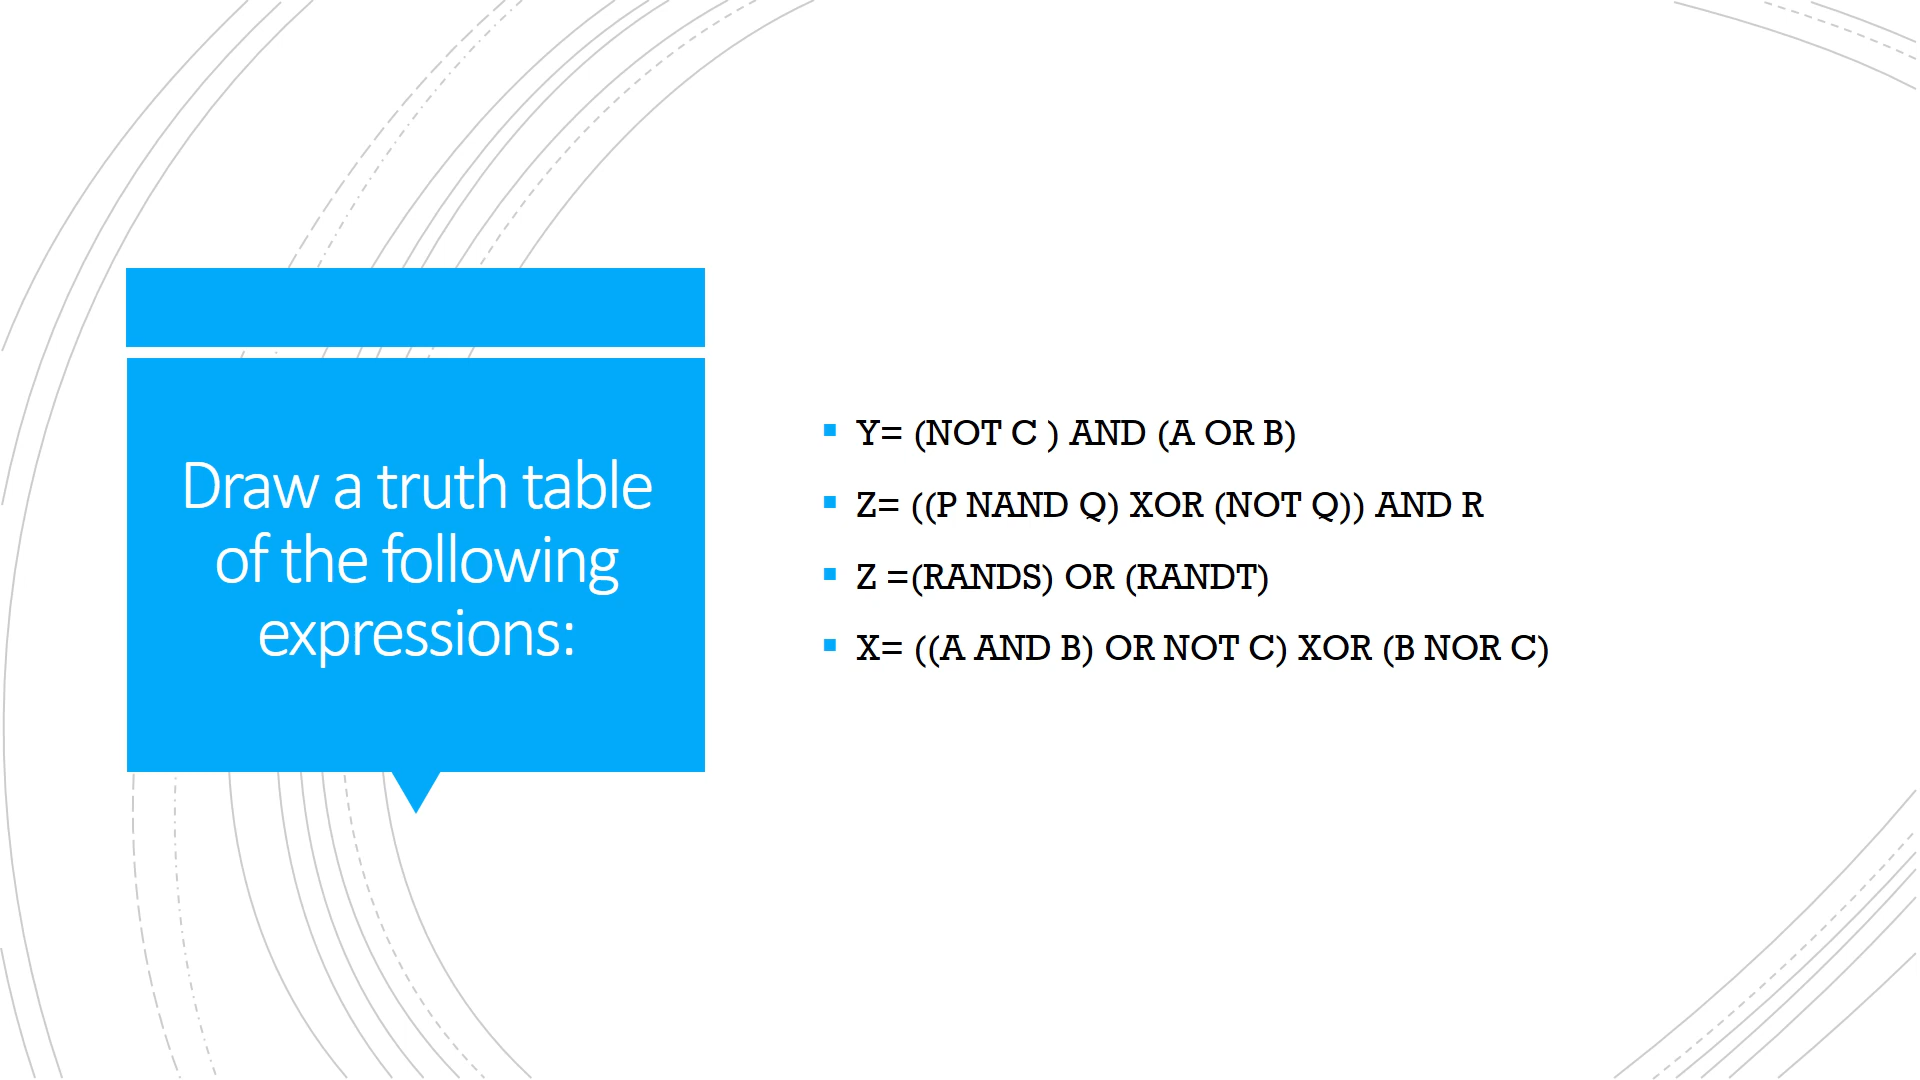 Draw a truth table
of the following
expressions:
Y= (NOT C ) AND (A OR B)
Z= ((P NAND Q) XOR (NOT Q)) AND R
Z =(RANDS) OR (RANDT)
X= ((A AND B) OR NOT C) XOR (B NOR C)